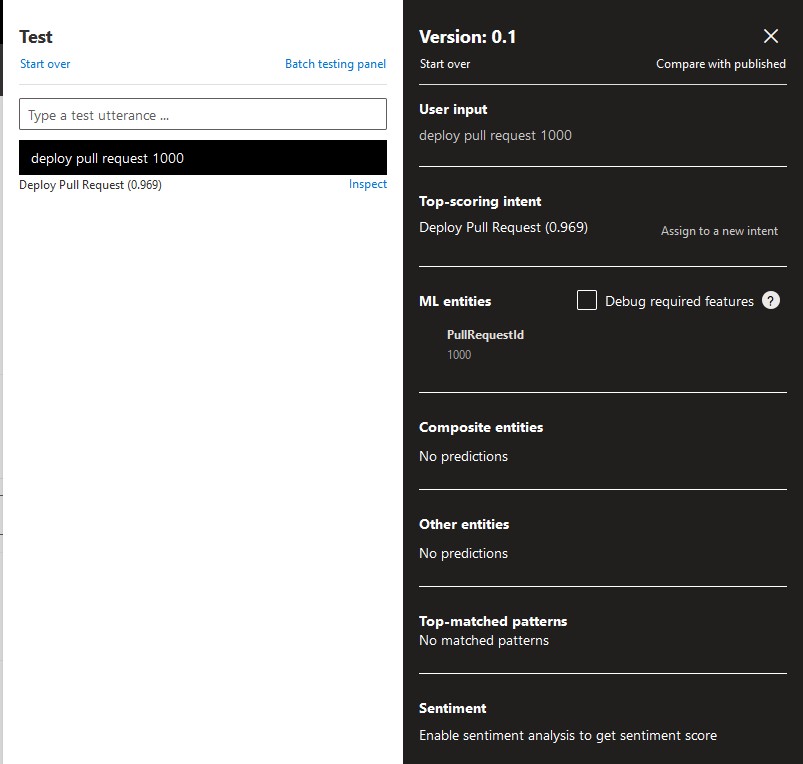 Test
Start over
Batch testing panel
Type a test utterance ...
deploy pull request 1000
Deploy Pull Request (0.969)
Inspect
Version: 0.1
Start over
Compare with published
User input
deploy pull request 1000
Top-scoring intent
Deploy Pull Request (0.969)
Assign to a new intent
ML entities
Debug required features
?
PullRequestId
1000
Composite entities
No predictions
Other entities
No predictions
Top-matched patterns
No matched patterns
Sentiment
Enable sentiment analysis to get sentiment score